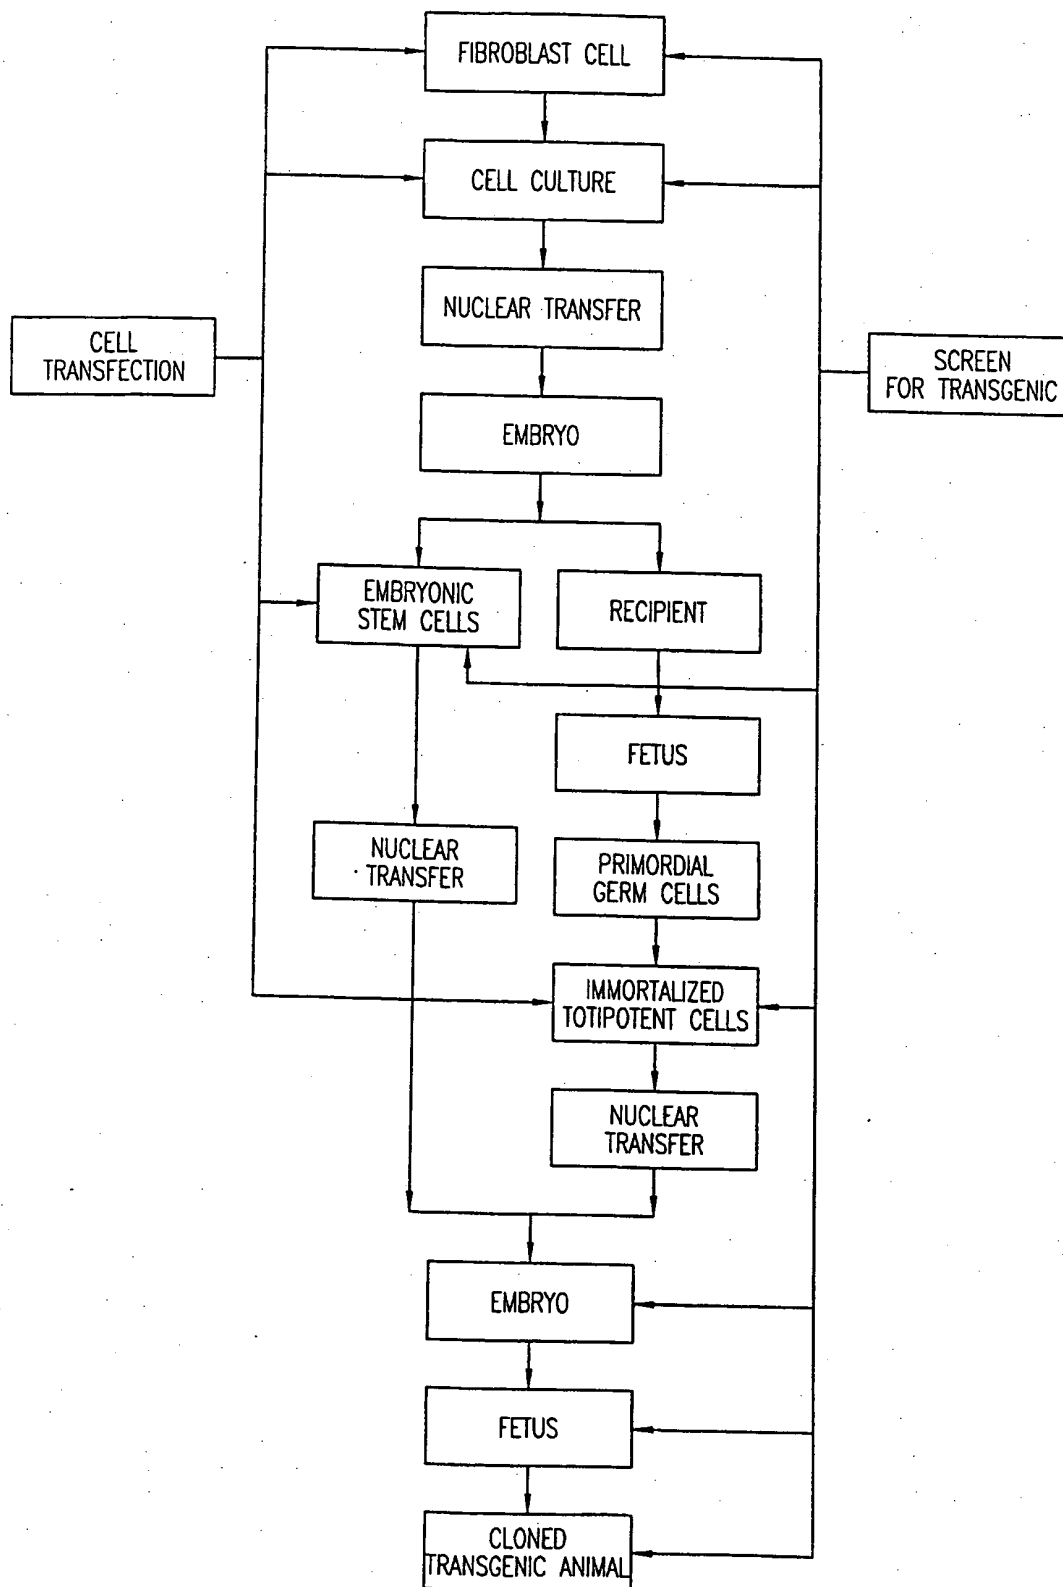 FIBROBLAST CELL
CELL CULTURE
NUCLEAR TRANSFER
CELL
TRANSFECTION
SCREEN
FOR TRANSGENIC
EMBRYO
EMBRYONIC
STEM CELLS
RECIPIENT
FETUS
NUCLEAR
TRANSFER
PRIMORDIAL
GERM CELLS
IMMORTALIZED
TOTIPOTENT CELLS
NUCLEAR
TRANSFER
EMBRYO
FETUS
CLONED
TRANSGENIC ANIMAL